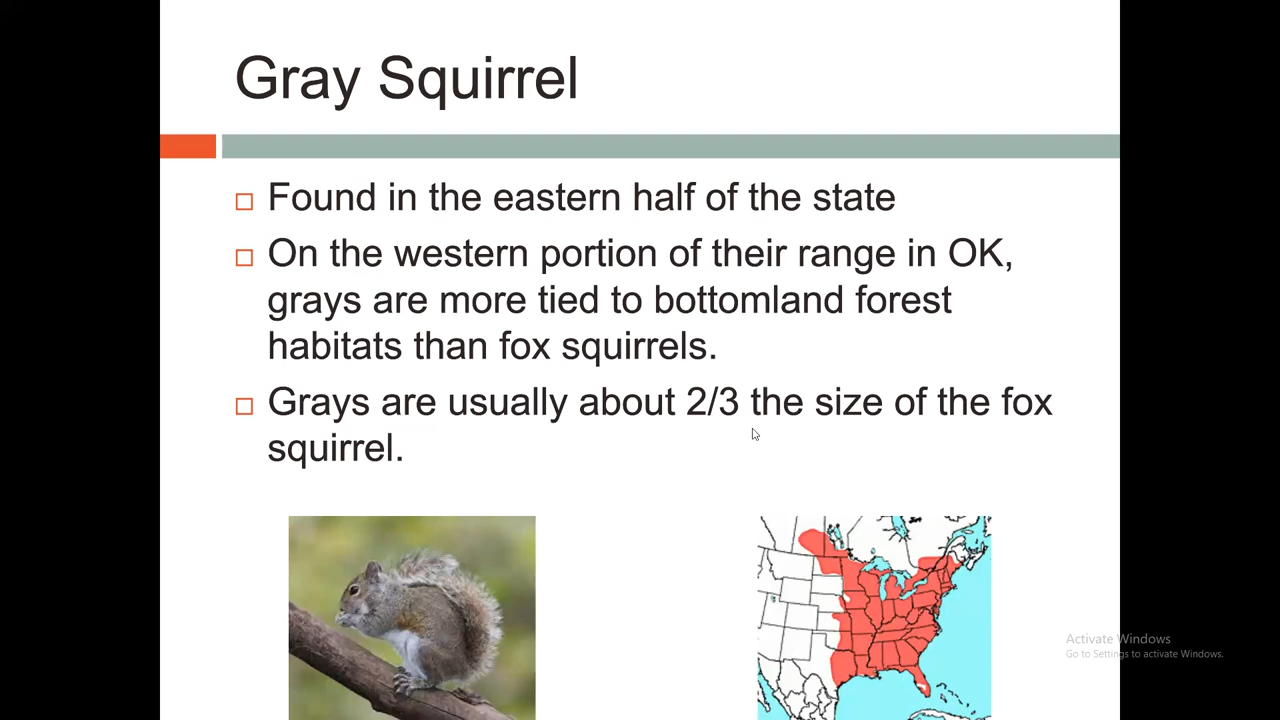 Gray Squirrel
Found in the eastern half of the state
On the western portion of their range in OK,
grays are more tied to bottomland forest
habitats than fox squirrels.
Grays are usually about 2/3 the size of the fox
squirrel.
Activate Windows
Go to Settings to activate Windows.